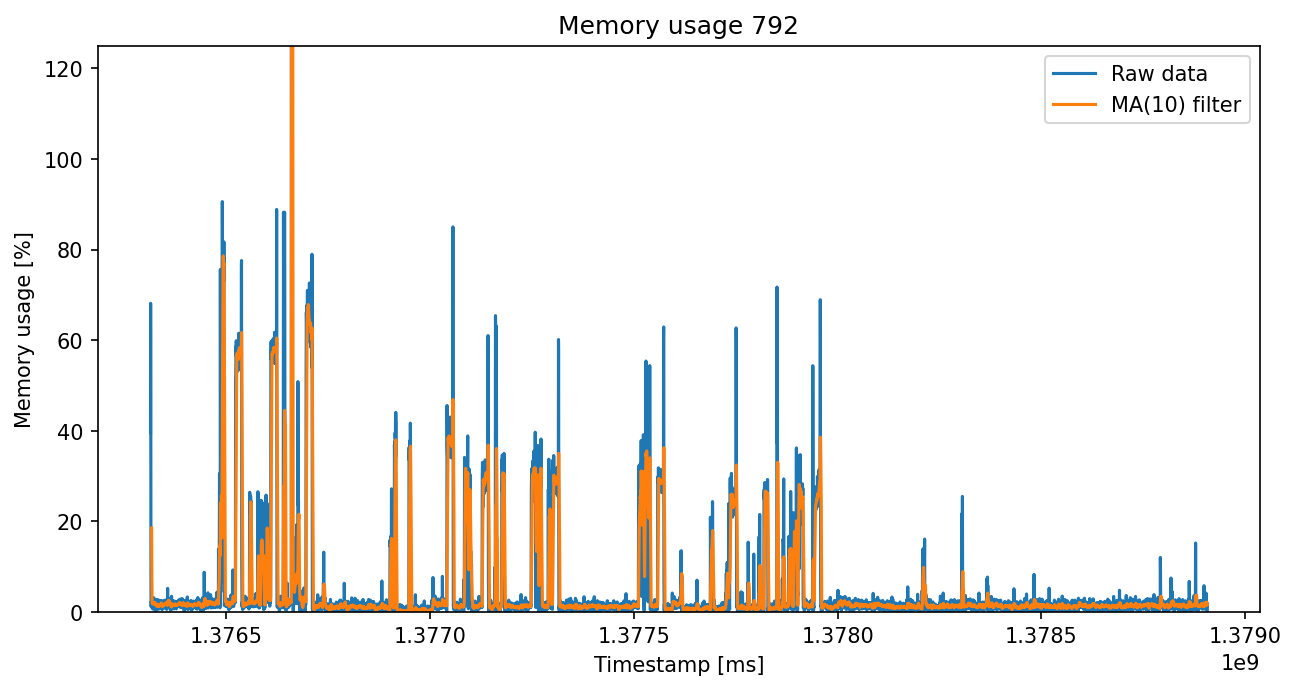 Memory usage 792
Raw data
MA(10) filter
Memory usage [%]
120
100
80
60
40
20
0
1.3765 1.3770 1.3775 1.3780 1.3785 1.3790
1e9
Timestamp [ms]